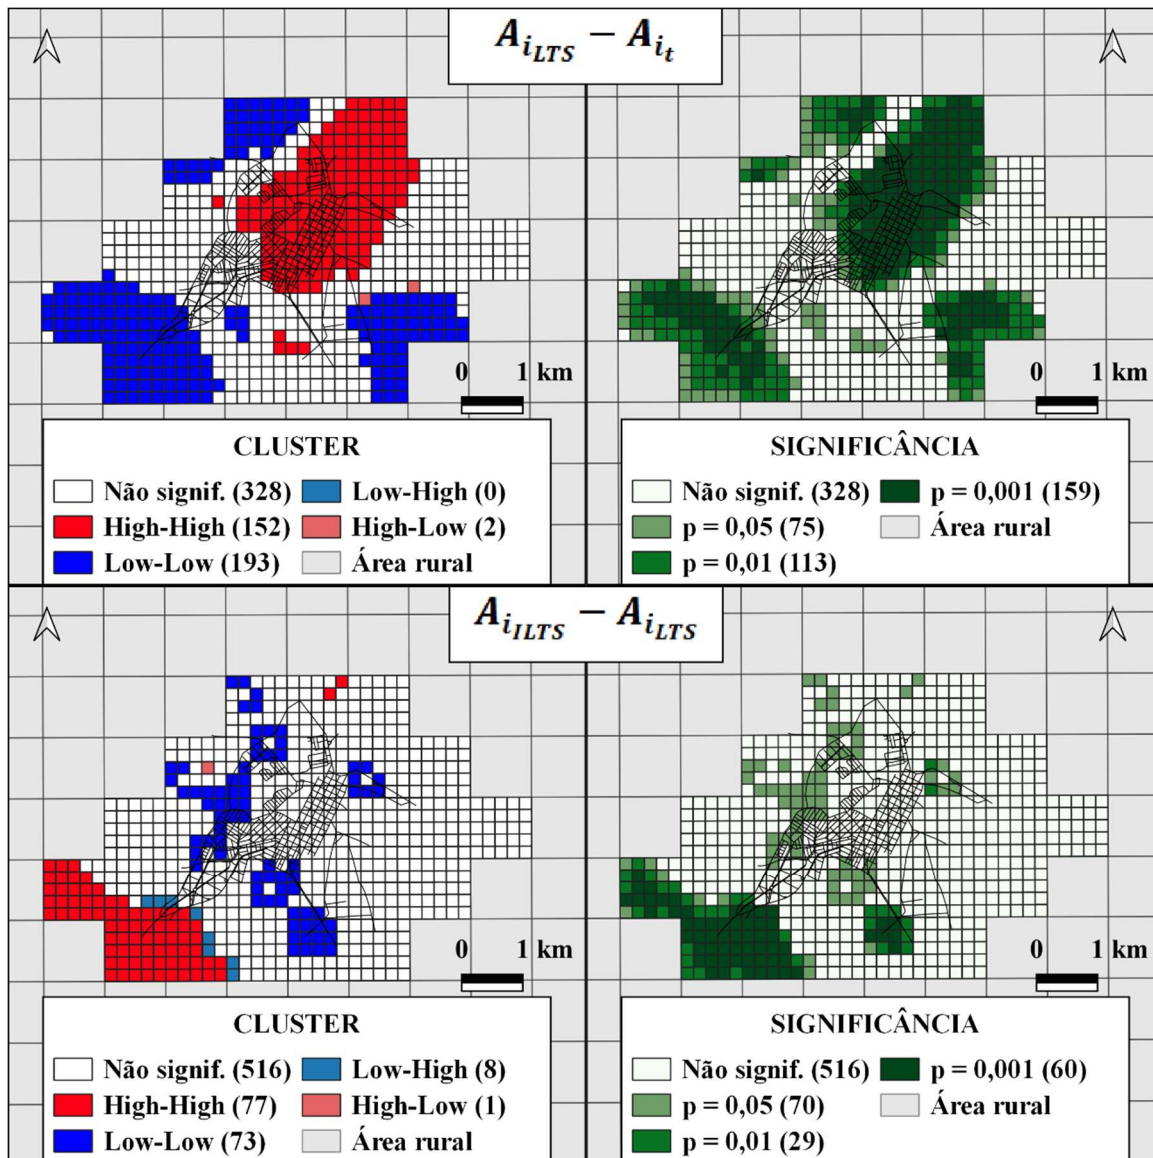 A_{i_{LTS}} − A_{i_t}
0 1 km
0 1 km
CLUSTER
Não signif. (328) Low-High (0)
High-High (152) High-Low (2)
Low-Low (193) Área rural
SIGNIFICÂNCIA
Não signif. (328) p = 0,001 (159)
p = 0,05 (75) Área rural
p = 0,01 (113)
A_{i_{ILTS}} − A_{i_{LTS}}
0 1 km
0 1 km
CLUSTER
Não signif. (516) Low-High (8)
High-High (77) High-Low (1)
Low-Low (73) Área rural
SIGNIFICÂNCIA
Não signif. (516) p = 0,001 (60)
p = 0,05 (70) Área rural
p = 0,01 (29)